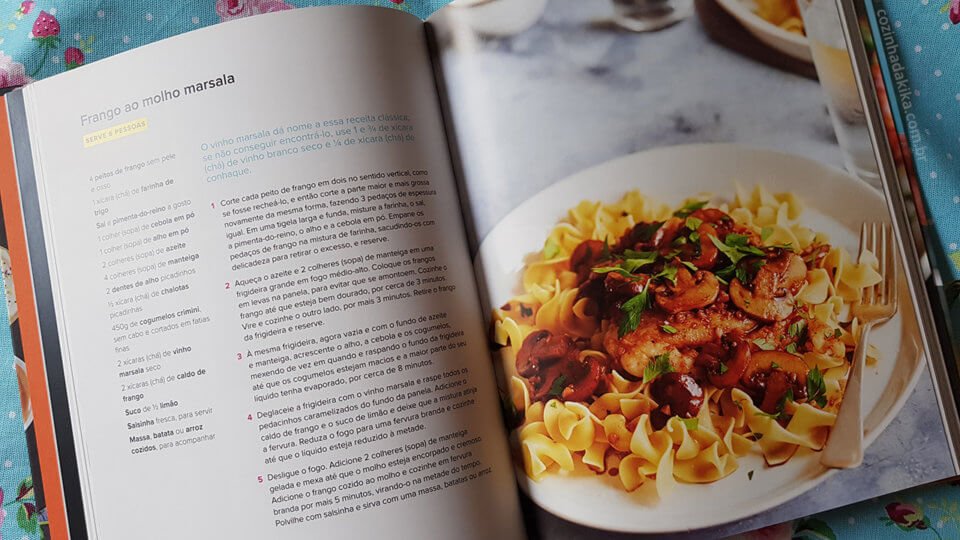 Frango ao molho marsala
SERVE 6 PESSOAS
4 peitos de frango sem pele
e osso
1 xícara (chá) de farinha de
trigo
Sal e pimenta-do-reino a gosto
1 colher (sopa) de cebola em pó
1 colher (sopa) de alho em pó
2 colheres (sopa) de azeite
4 colheres (sopa) de manteiga
2 dentes de alho picadinhos
½ xícara (chá) de chalotas
picadinhas
450g de cogumelos crimini,
sem cabo e cortados em fatias
finas
2 xícaras (chá) de vinho
marsala seco
2 xícaras (chá) de caldo de
frango
Suco de ½ limão
Salsinha fresca, para servir
Massa, batata ou arroz
cozidos, para acompanhar
O vinho marsala dá nome a essa receita clássica;
se não conseguir encontrá-lo, use 1 e ¾ de xícara
(chá) de vinho branco seco e ¼ de xícara (chá) de
conhaque.
1 Corte cada peito de frango em dois no sentido vertical, como
se fosse recheá-lo, e então corte a parte maior e mais grossa
novamente da mesma forma, fazendo 3 pedaços de espessura
igual. Em uma tigela larga e funda, misture a farinha, o sal,
a pimenta-do-reino, o alho e a cebola em pó. Empane os
pedaços de frango na mistura de farinha, sacudindo-os com
delicadeza para retirar o excesso, e reserve.
2 Aqueça o azeite e 2 colheres (sopa) de manteiga em uma
frigideira grande em fogo médio-alto. Coloque os frangos
em levas na panela, para evitar que se amontoem. Cozinhe o
frango até que esteja bem dourado, por cerca de 3 minutos.
Vire e cozinhe o outro lado, por mais 3 minutos. Retire o frango
da frigideira e reserve.
3 À mesma frigideira, agora vazia e com o fundo de azeite
e manteiga, acrescente o alho, a cebola e os cogumelos,
mexendo de vez em quando e raspando o fundo da frigideira
até que os cogumelos estejam macios e a maior parte do seu
líquido tenha evaporado, por cerca de 8 minutos.
4 Deglaceie a frigideira com o vinho marsala e raspe todos os
pedacinhos caramelizados do fundo da panela. Adicione o
caldo de frango e o suco de limão e deixe que a mistura atinja
a fervura. Reduza o fogo para uma fervura branda e cozinhe
até que o líquido esteja reduzido à metade.
5 Desligue o fogo. Adicione 2 colheres (sopa) de manteiga
gelada e mexa até que o molho esteja encorpado e cremoso.
Adicione o frango cozido ao molho e cozinhe em fervura
branda por mais 5 minutos, virando-o na metade do tempo.
Polvilhe com salsinha e sirva com uma massa, batatas ou arroz.
cozinhadakika.com.br